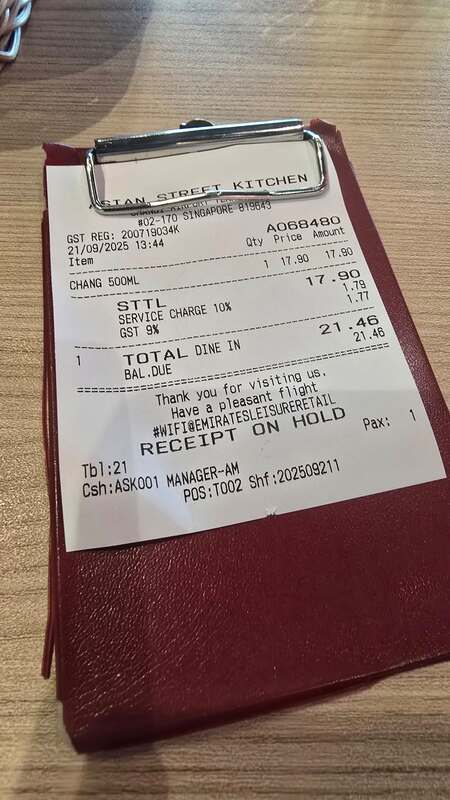 SIAN STREET KITCHEN
#02-170 SINGAPORE 819643
GST REG: 200719034K
21/09/2025 13:44 A068480
Item Qty Price Amount
CHANG 500ML 1 17.90 17.90
STTL 17.90
SERVICE CHARGE 10% 1.79
GST 9% 1.77
1 TOTAL DINE IN 21.46
BAL.DUE 21.46
Thank you for visiting us.
Have a pleasant flight
#WIFI@EMIRATESLEISURERETAIL
RECEIPT ON HOLD
Tbl:21 Pax: 1
Csh:ASK001 MANAGER-AM
POS:T002 Shf:202509211